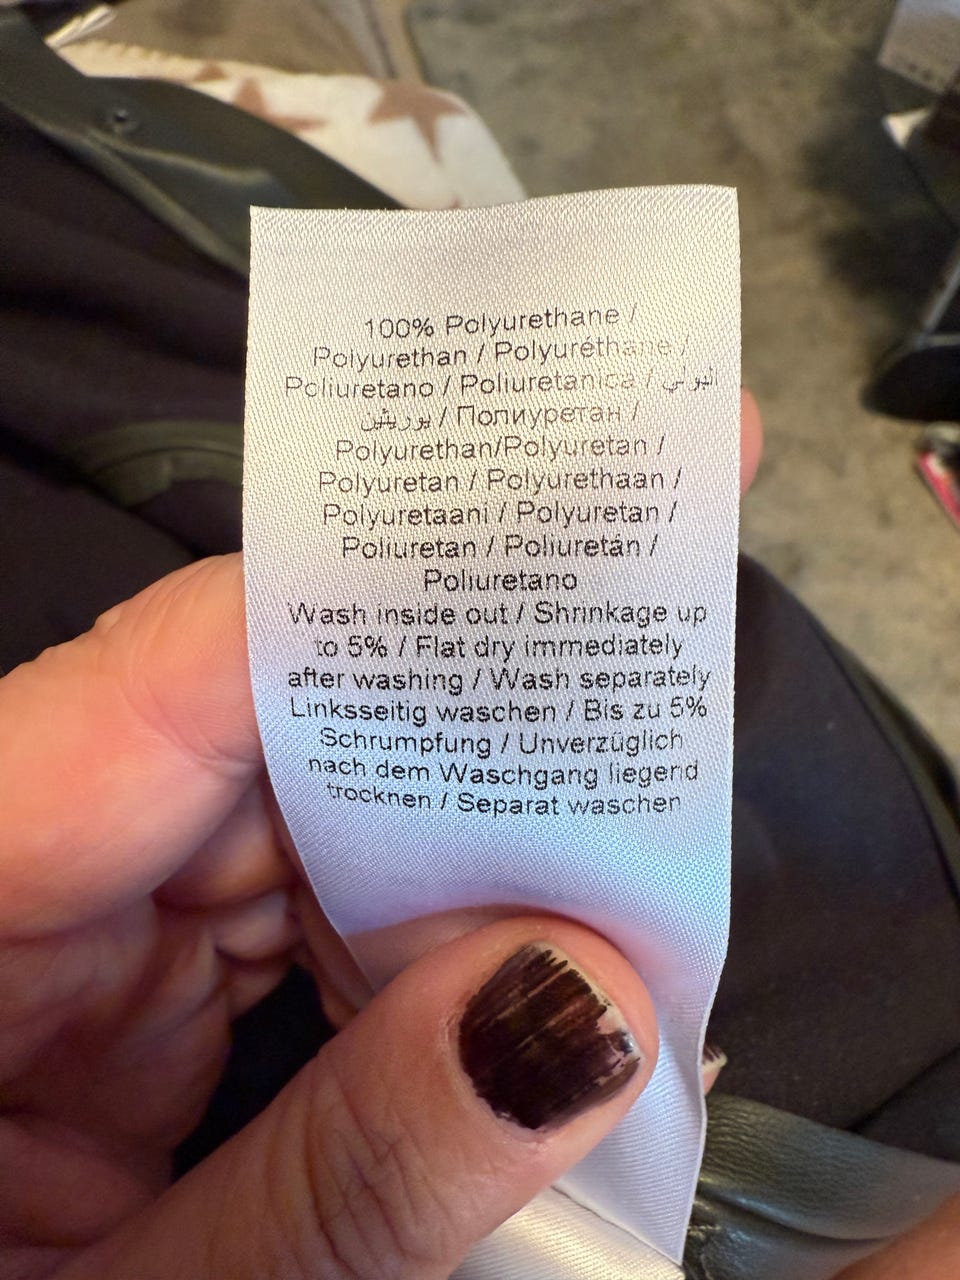 100% Polyurethane /
Polyurethan / Polyuréthane /
Poliuretano / Poliuretanica / البولي
يوريثين / Полиуретан /
Polyurethan/Polyuretan /
Polyuretan / Polyurethaan /
Polyuretaani / Polyuretan /
Poliuretan / Poliuretán /
Poliuretano
Wash inside out / Shrinkage up
to 5% / Flat dry immediately
after washing / Wash separately
Linksseitig waschen / Bis zu 5%
Schrumpfung / Unverzüglich
nach dem Waschgang liegend
trocknen / Separat waschen